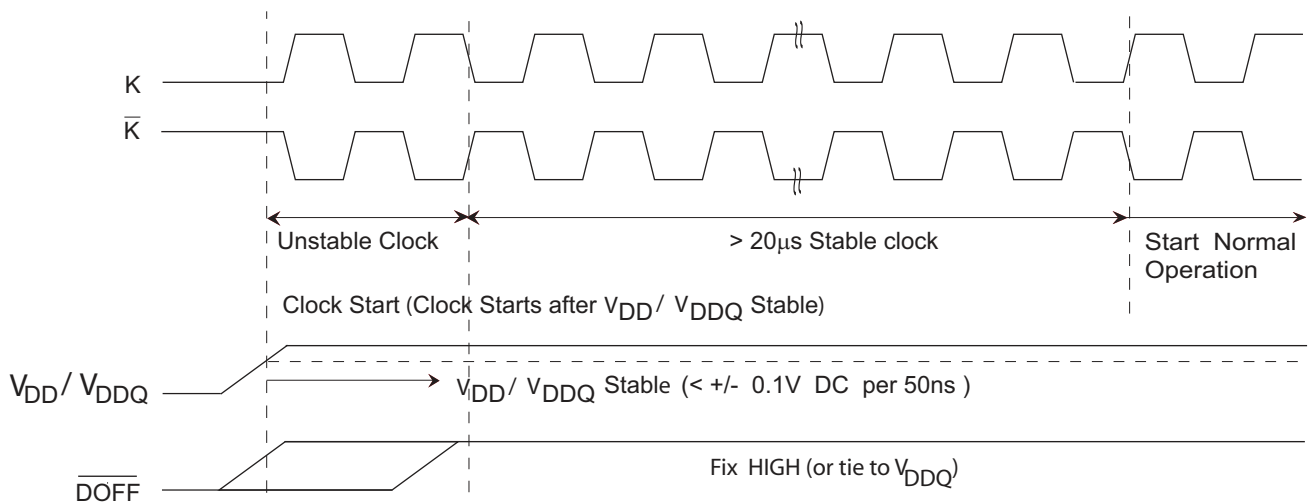 K
K̅
Unstable Clock
> 20μs Stable clock
Start Normal
Operation
Clock Start (Clock Starts after VDD / VDDQ Stable)
VDD / VDDQ
VDD / VDDQ Stable (< +/- 0.1V DC per 50ns )
Fix HIGH (or tie to VDDQ)
D̅O̅F̅F̅